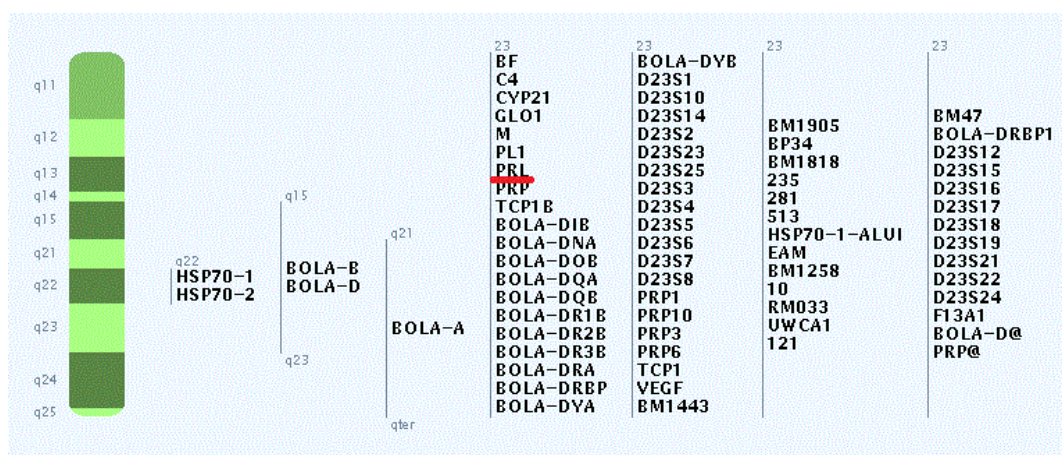 q11
q12
q13
q14
q15
q21
q22
q23
q24
q25
q22
HSP70-1
HSP70-2
q15
BOLA-B
BOLA-D
q23
q21
BOLA-A
qter
23
BF
C4
CYP21
GLO1
M
PL1
PRL
PRP
TCP1B
BOLA-DIB
BOLA-DNA
BOLA-DOB
BOLA-DQA
BOLA-DQB
BOLA-DR1B
BOLA-DR2B
BOLA-DR3B
BOLA-DRA
BOLA-DRBP
BOLA-DYA
23
BOLA-DYB
D23S1
D23S10
D23S14
D23S2
D23S23
D23S25
D23S3
D23S4
D23S5
D23S6
D23S7
D23S8
PRP1
PRP10
PRP3
PRP6
TCP1
VEGF
BM1443
23
BM1905
BP34
BM1818
235
281
513
HSP70-1-ALUI
EAM
BM1258
10
RM033
UWCA1
121
23
BM47
BOLA-DRBP1
D23S12
D23S15
D23S16
D23S17
D23S18
D23S19
D23S21
D23S22
D23S24
F13A1
BOLA-D@
PRP@